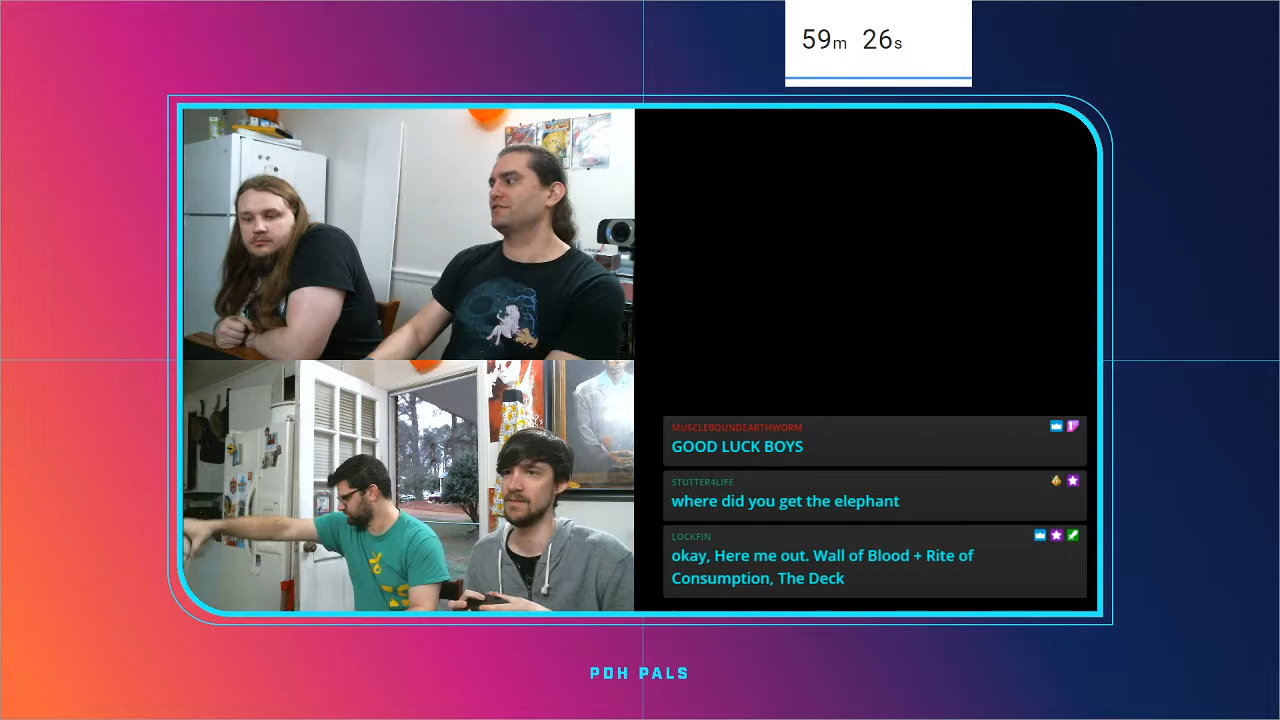 59m 26s
MUSCLEBOUNDEARTHWORM
GOOD LUCK BOYS
STUTTER4LIFE
where did you get the elephant
LOCKFIN
okay, Here me out. Wall of Blood + Rite of
Consumption, The Deck
PDH PALS